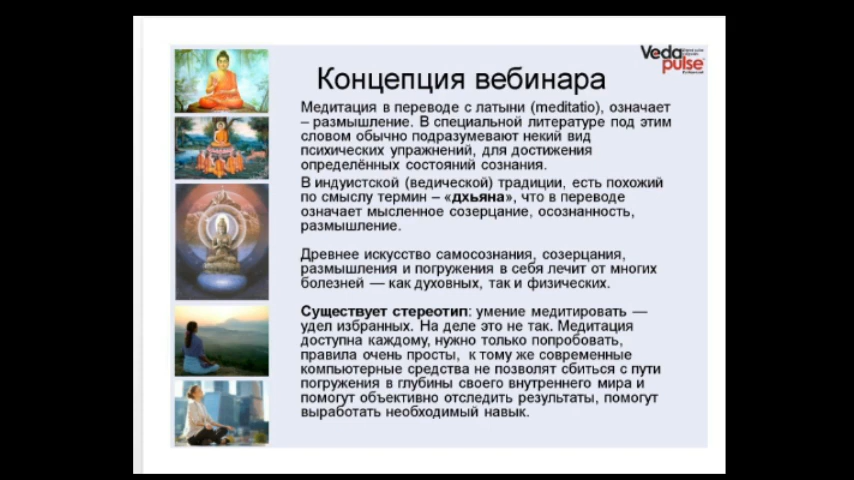 Veda
pulse
Концепция вебинара
Медитация в переводе с латыни (meditatio), означает
– размышление. В специальной литературе под этим
словом обычно подразумевают некий вид
психических упражнений, для достижения
определённых состояний сознания.
В индуистской (ведической) традиции, есть похожий
по смыслу термин – «дхьяна», что в переводе
означает мысленное созерцание, осознанность,
размышление.
Древнее искусство самосознания, созерцания,
размышления и погружения в себя лечит от многих
болезней — как духовных, так и физических.
Существует стереотип: умение медитировать —
удел избранных. На деле это не так. Медитация
доступна каждому, нужно только попробовать,
правила очень просты, к тому же современные
компьютерные средства не позволят сбиться с пути
погружения в глубины своего внутреннего мира и
помогут объективно отследить результаты, помогут
выработать необходимый навык.